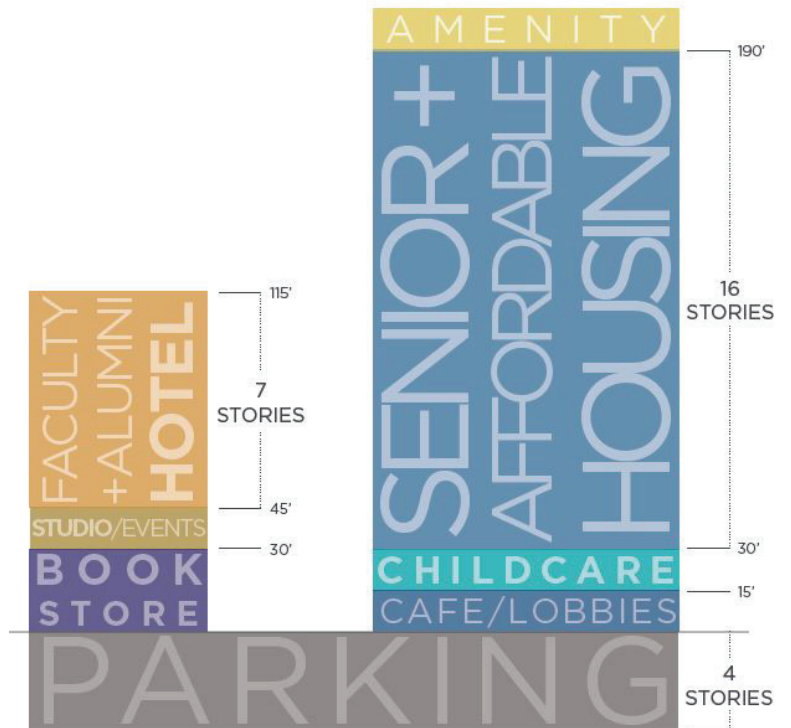 AMENITY
190'
SENIOR +
AFFORDABLE
HOUSING
16
STORIES
115'
FACULTY
+ALUMNI
HOTEL
7
STORIES
45'
STUDIO/EVENTS
30'
BOOK
STORE
30'
CHILDCARE
15'
CAFE/LOBBIES
PARKING
4
STORIES